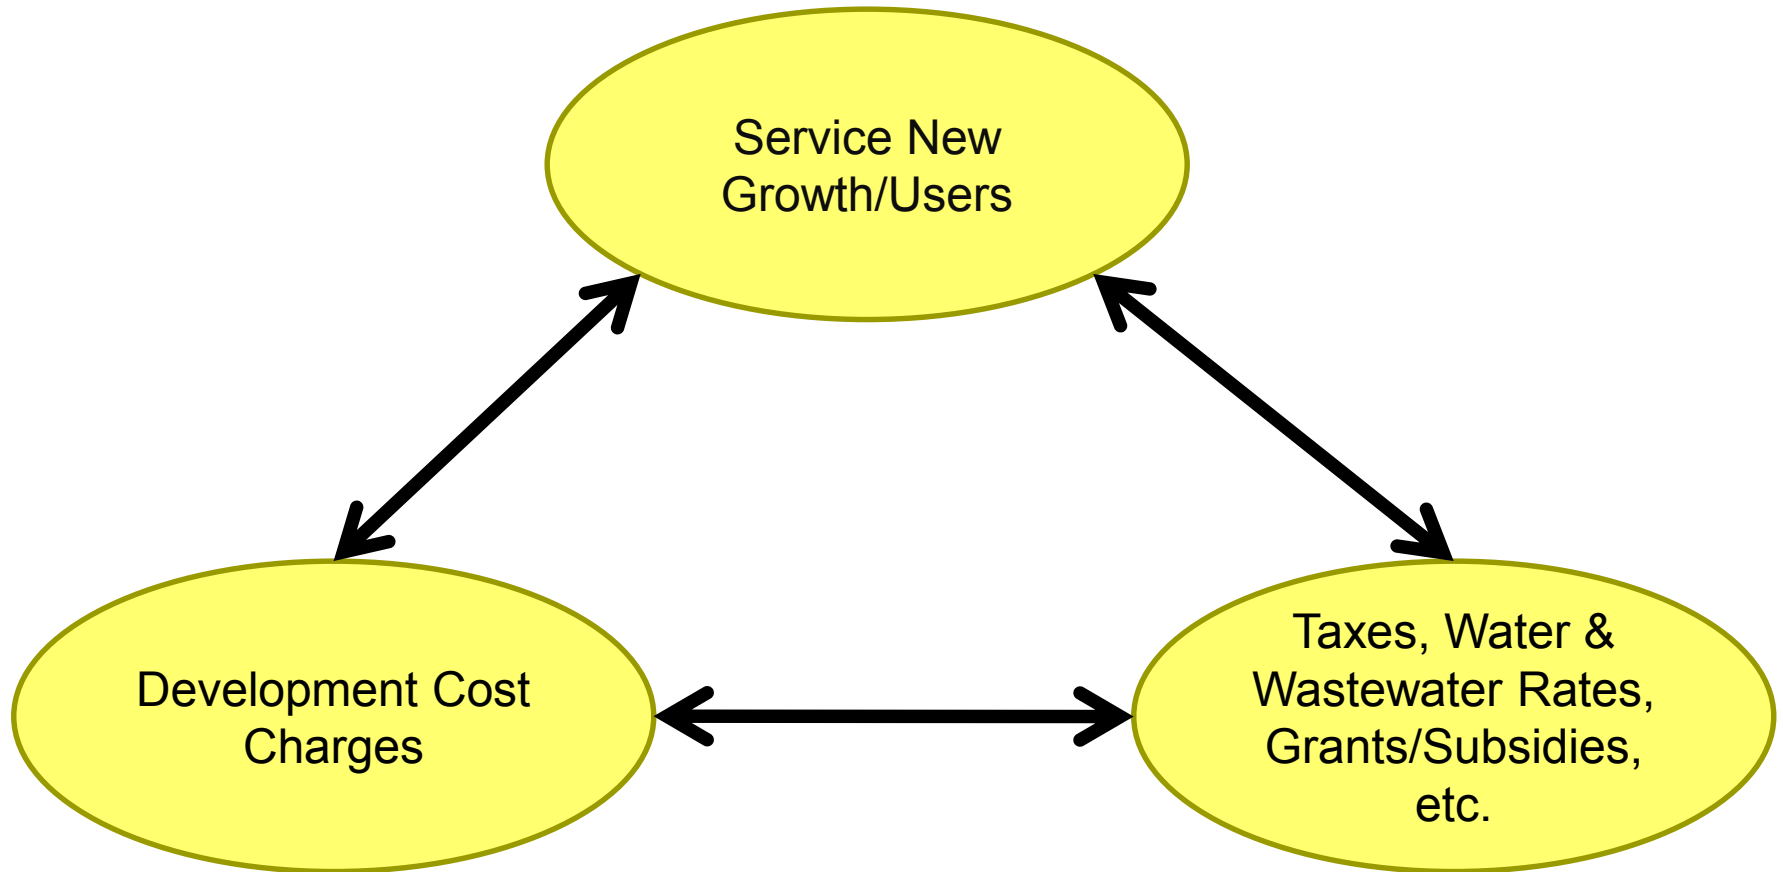 Service New
Growth/Users
Development Cost
Charges
Taxes, Water &
Wastewater Rates,
Grants/Subsidies,
etc.